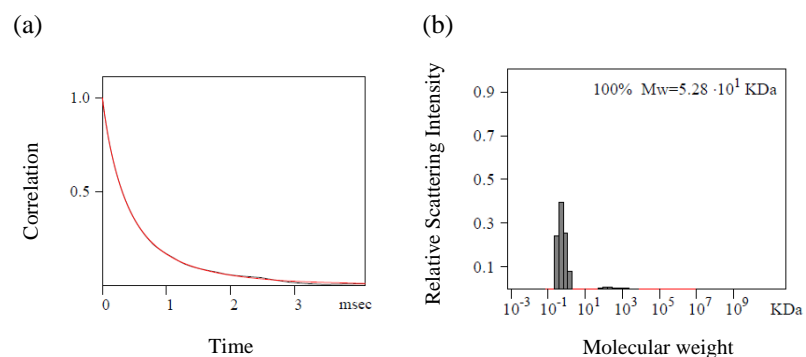 (a)
Correlation
1.0
0.5
0 1 2 3 msec
Time
(b)
Relative Scattering Intensity
100% Mw=5.28 ·10¹ KDa
0.9
0.7
0.5
0.3
0.1
10⁻³ 10⁻¹ 10¹ 10³ 10⁵ 10⁷ 10⁹ KDa
Molecular weight